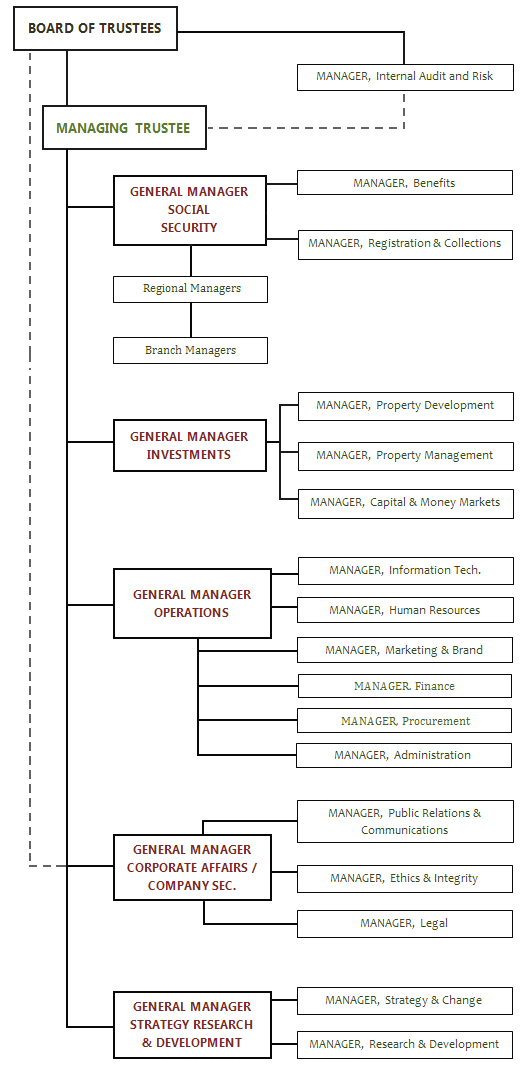 BOARD OF TRUSTEES
MANAGER, Internal Audit and Risk
MANAGING TRUSTEE
GENERAL MANAGER
SOCIAL
SECURITY
MANAGER, Benefits
MANAGER, Registration & Collections
Regional Managers
Branch Managers
GENERAL MANAGER
INVESTMENTS
MANAGER, Property Development
MANAGER, Property Management
MANAGER, Capital & Money Markets
GENERAL MANAGER
OPERATIONS
MANAGER, Information Tech.
MANAGER, Human Resources
MANAGER, Marketing & Brand
MANAGER. Finance
MANAGER, Procurement
MANAGER, Administration
GENERAL MANAGER
CORPORATE AFFAIRS /
COMPANY SEC.
MANAGER, Public Relations &
Communications
MANAGER, Ethics & Integrity
MANAGER, Legal
GENERAL MANAGER
STRATEGY RESEARCH
& DEVELOPMENT
MANAGER, Strategy & Change
MANAGER, Research & Development